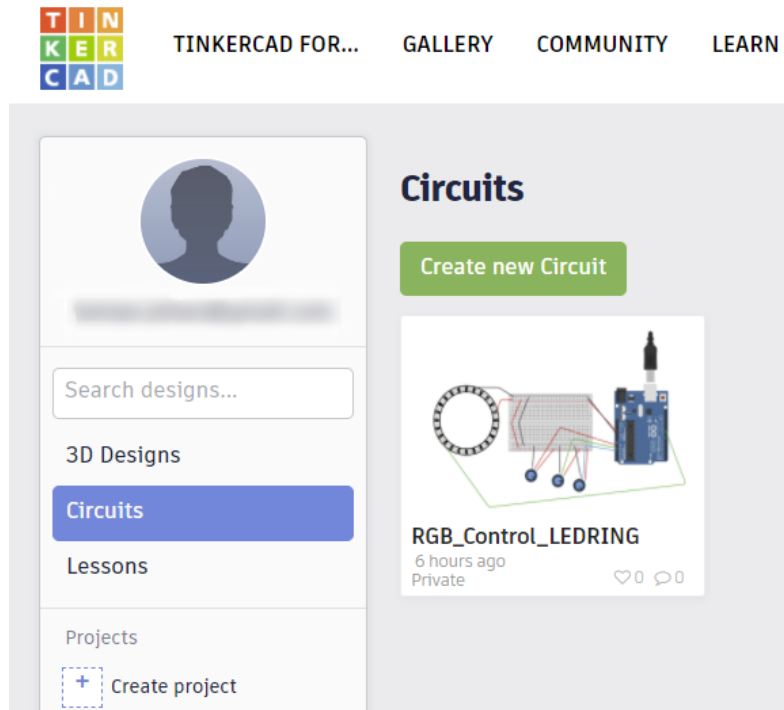 TIN
KER
CAD
TINKERCAD FOR...
GALLERY
COMMUNITY
LEARN
Search designs...
3D Designs
Circuits
Lessons
Projects
+ Create project
Circuits
Create new Circuit
RGB_Control_LEDRING
6 hours ago
Private
0 0